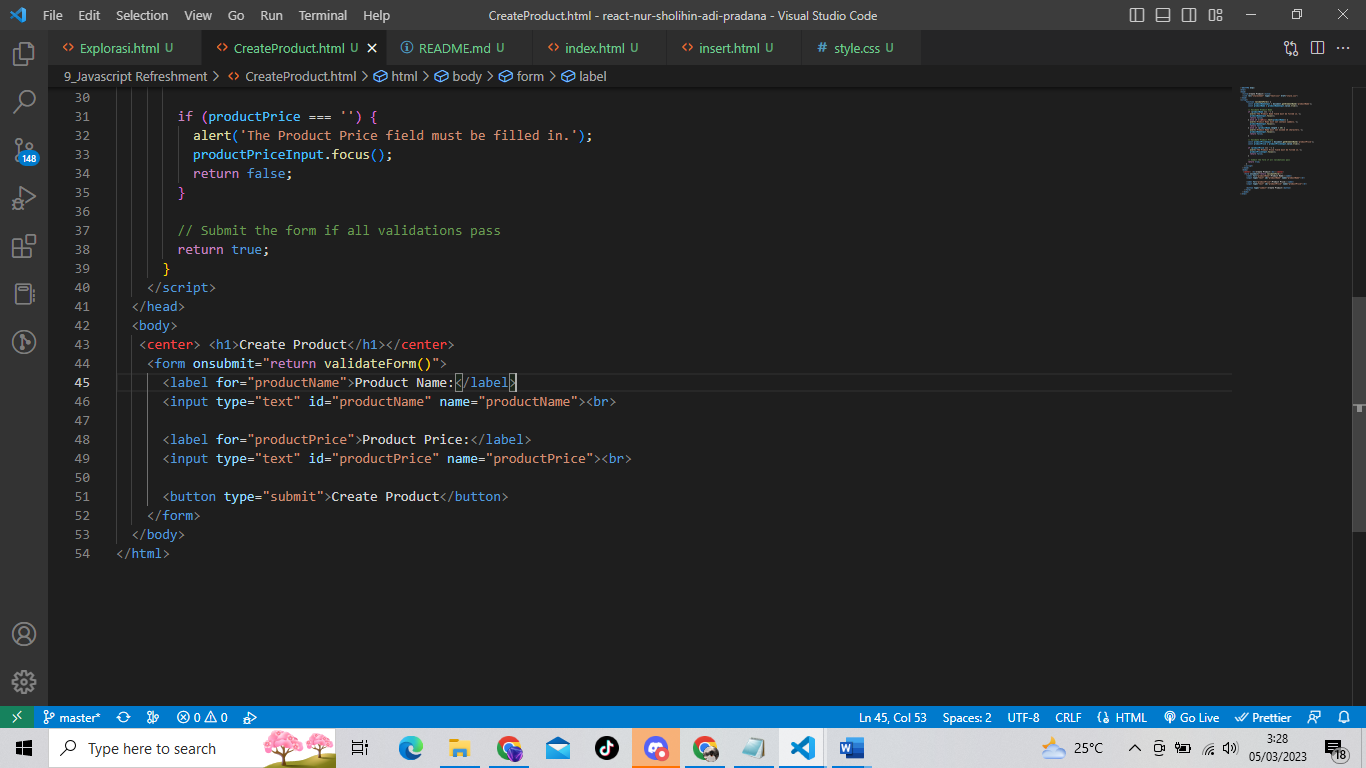 File Edit Selection View Go Run Terminal Help CreateProduct.html - react-nur-sholihin-adi-pradana - Visual Studio Code
Explorasi.html U CreateProduct.html U README.md U index.html U insert.html U style.css U
9_Javascript Refreshment > CreateProduct.html > html > body > form > label
30
31 if (productPrice === '') {
32 alert('The Product Price field must be filled in.');
33 productPriceInput.focus();
34 return false;
35 }
36
37 // Submit the form if all validations pass
38 return true;
39 }
40 </script>
41 </head>
42 <body>
43 <center> <h1>Create Product</h1></center>
44 <form onsubmit="return validateForm()">
45 <label for="productName">Product Name:</label>
46 <input type="text" id="productName" name="productName"><br>
47
48 <label for="productPrice">Product Price:</label>
49 <input type="text" id="productPrice" name="productPrice"><br>
50
51 <button type="submit">Create Product</button>
52 </form>
53 </body>
54 </html>
148
master* 0 0 Ln 45, Col 53 Spaces: 2 UTF-8 CRLF HTML Go Live Prettier
Type here to search 25°C 3:28
05/03/2023 18